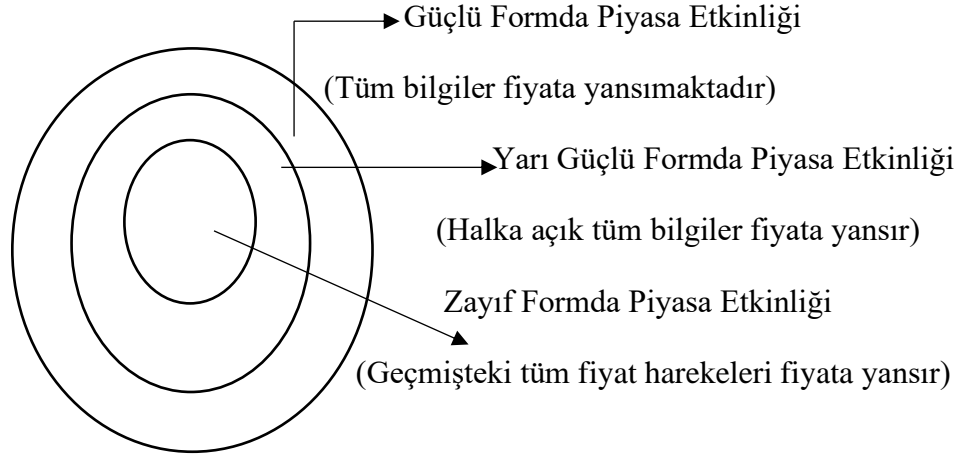 Güçlü Formda Piyasa Etkinliği
(Tüm bilgiler fiyata yansımaktadır)
Yarı Güçlü Formda Piyasa Etkinliği
(Halka açık tüm bilgiler fiyata yansır)
Zayıf Formda Piyasa Etkinliği
(Geçmişteki tüm fiyat harekeleri fiyata yansır)